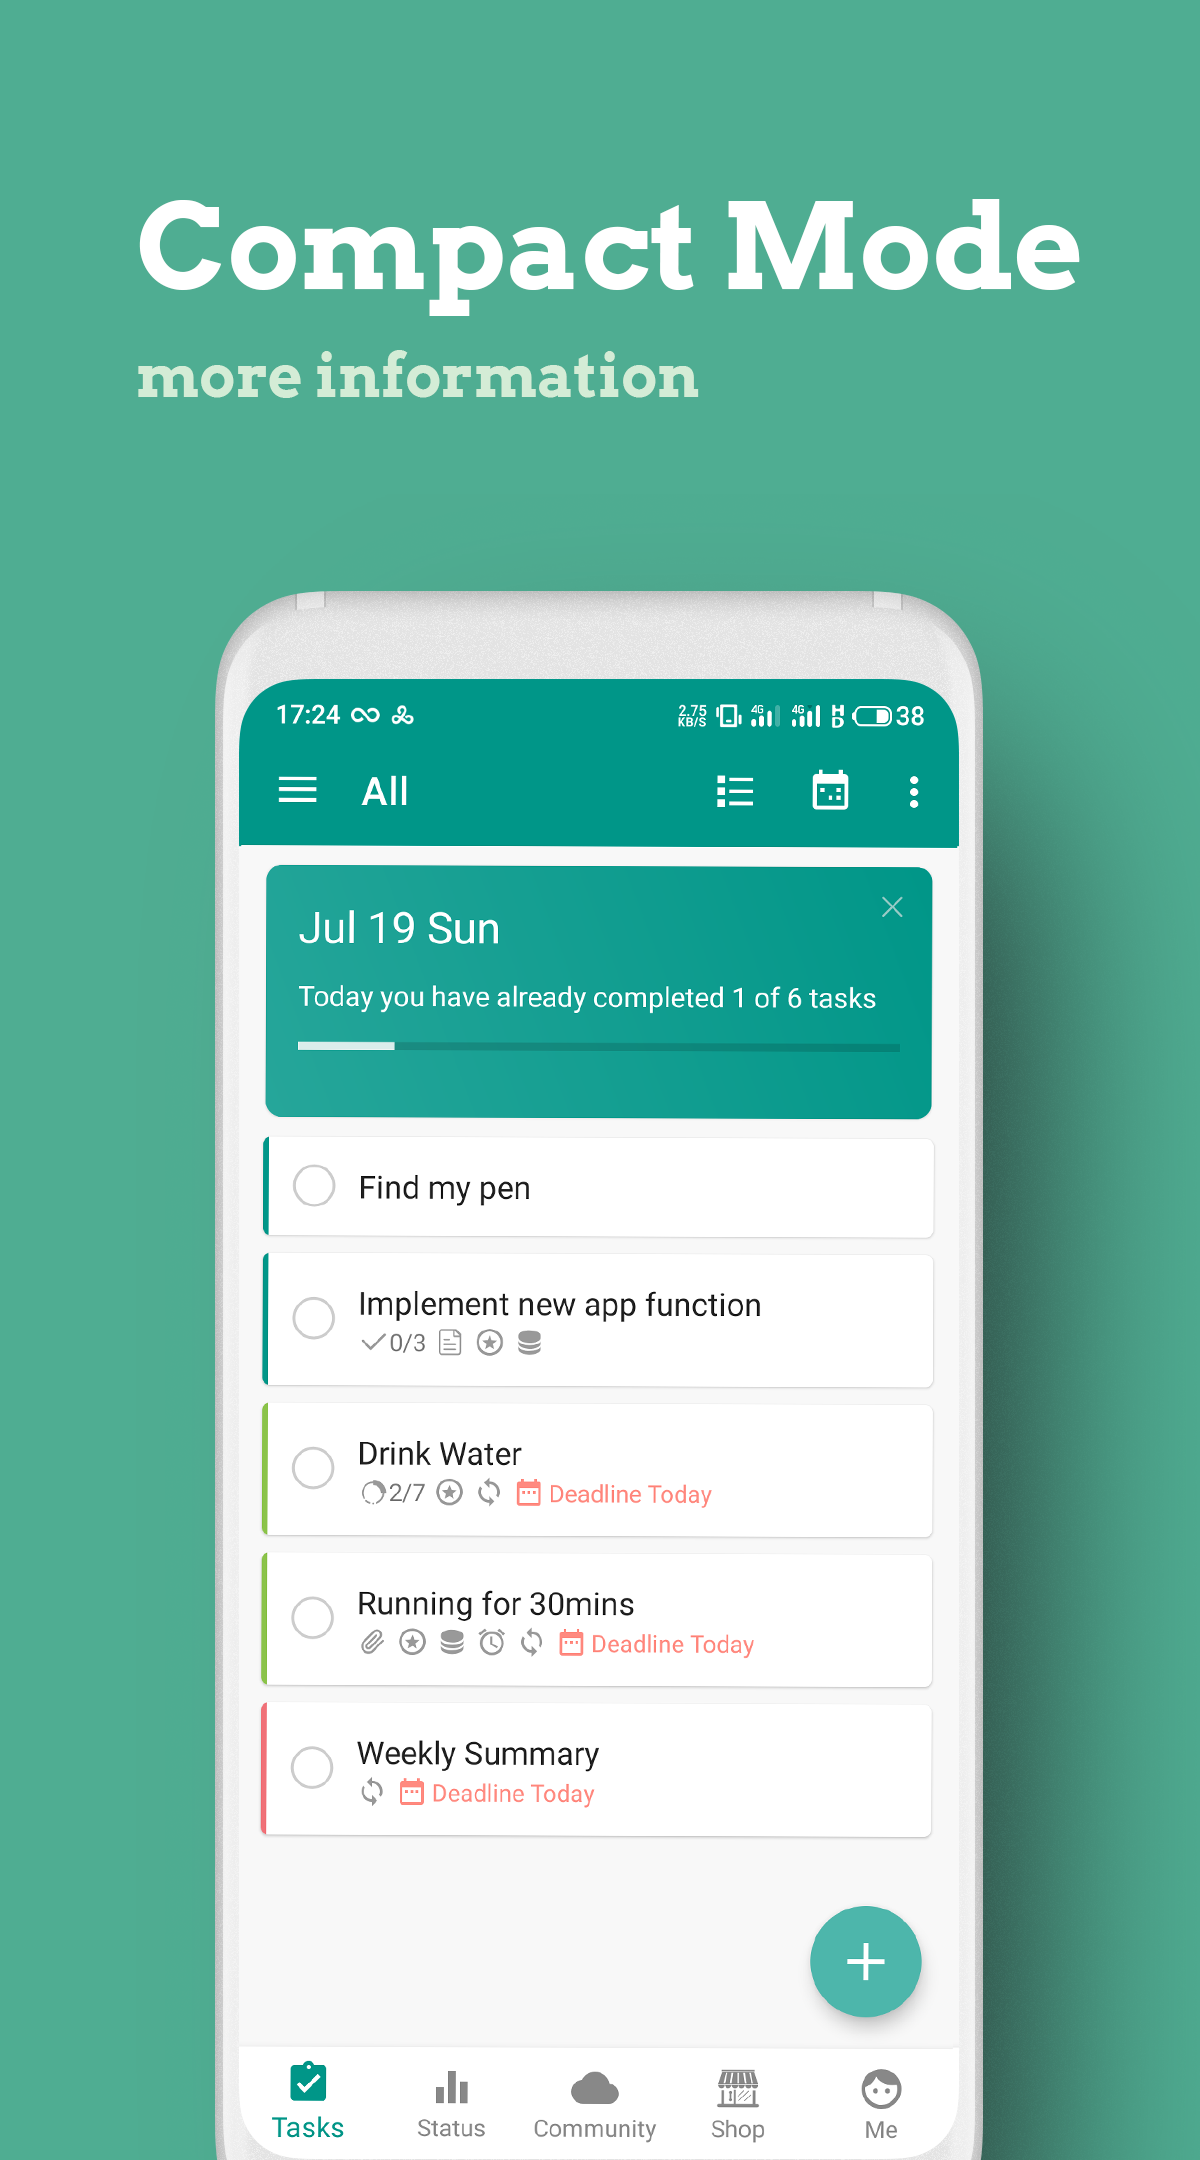 Compact Mode
more information
17:24 2.75 KB/S 4G 4G HD 38
All
Jul 19 Sun
Today you have already completed 1 of 6 tasks
Find my pen
Implement new app function
0/3
Drink Water
2/7 Deadline Today
Running for 30mins
Deadline Today
Weekly Summary
Deadline Today
Tasks Status Community Shop Me